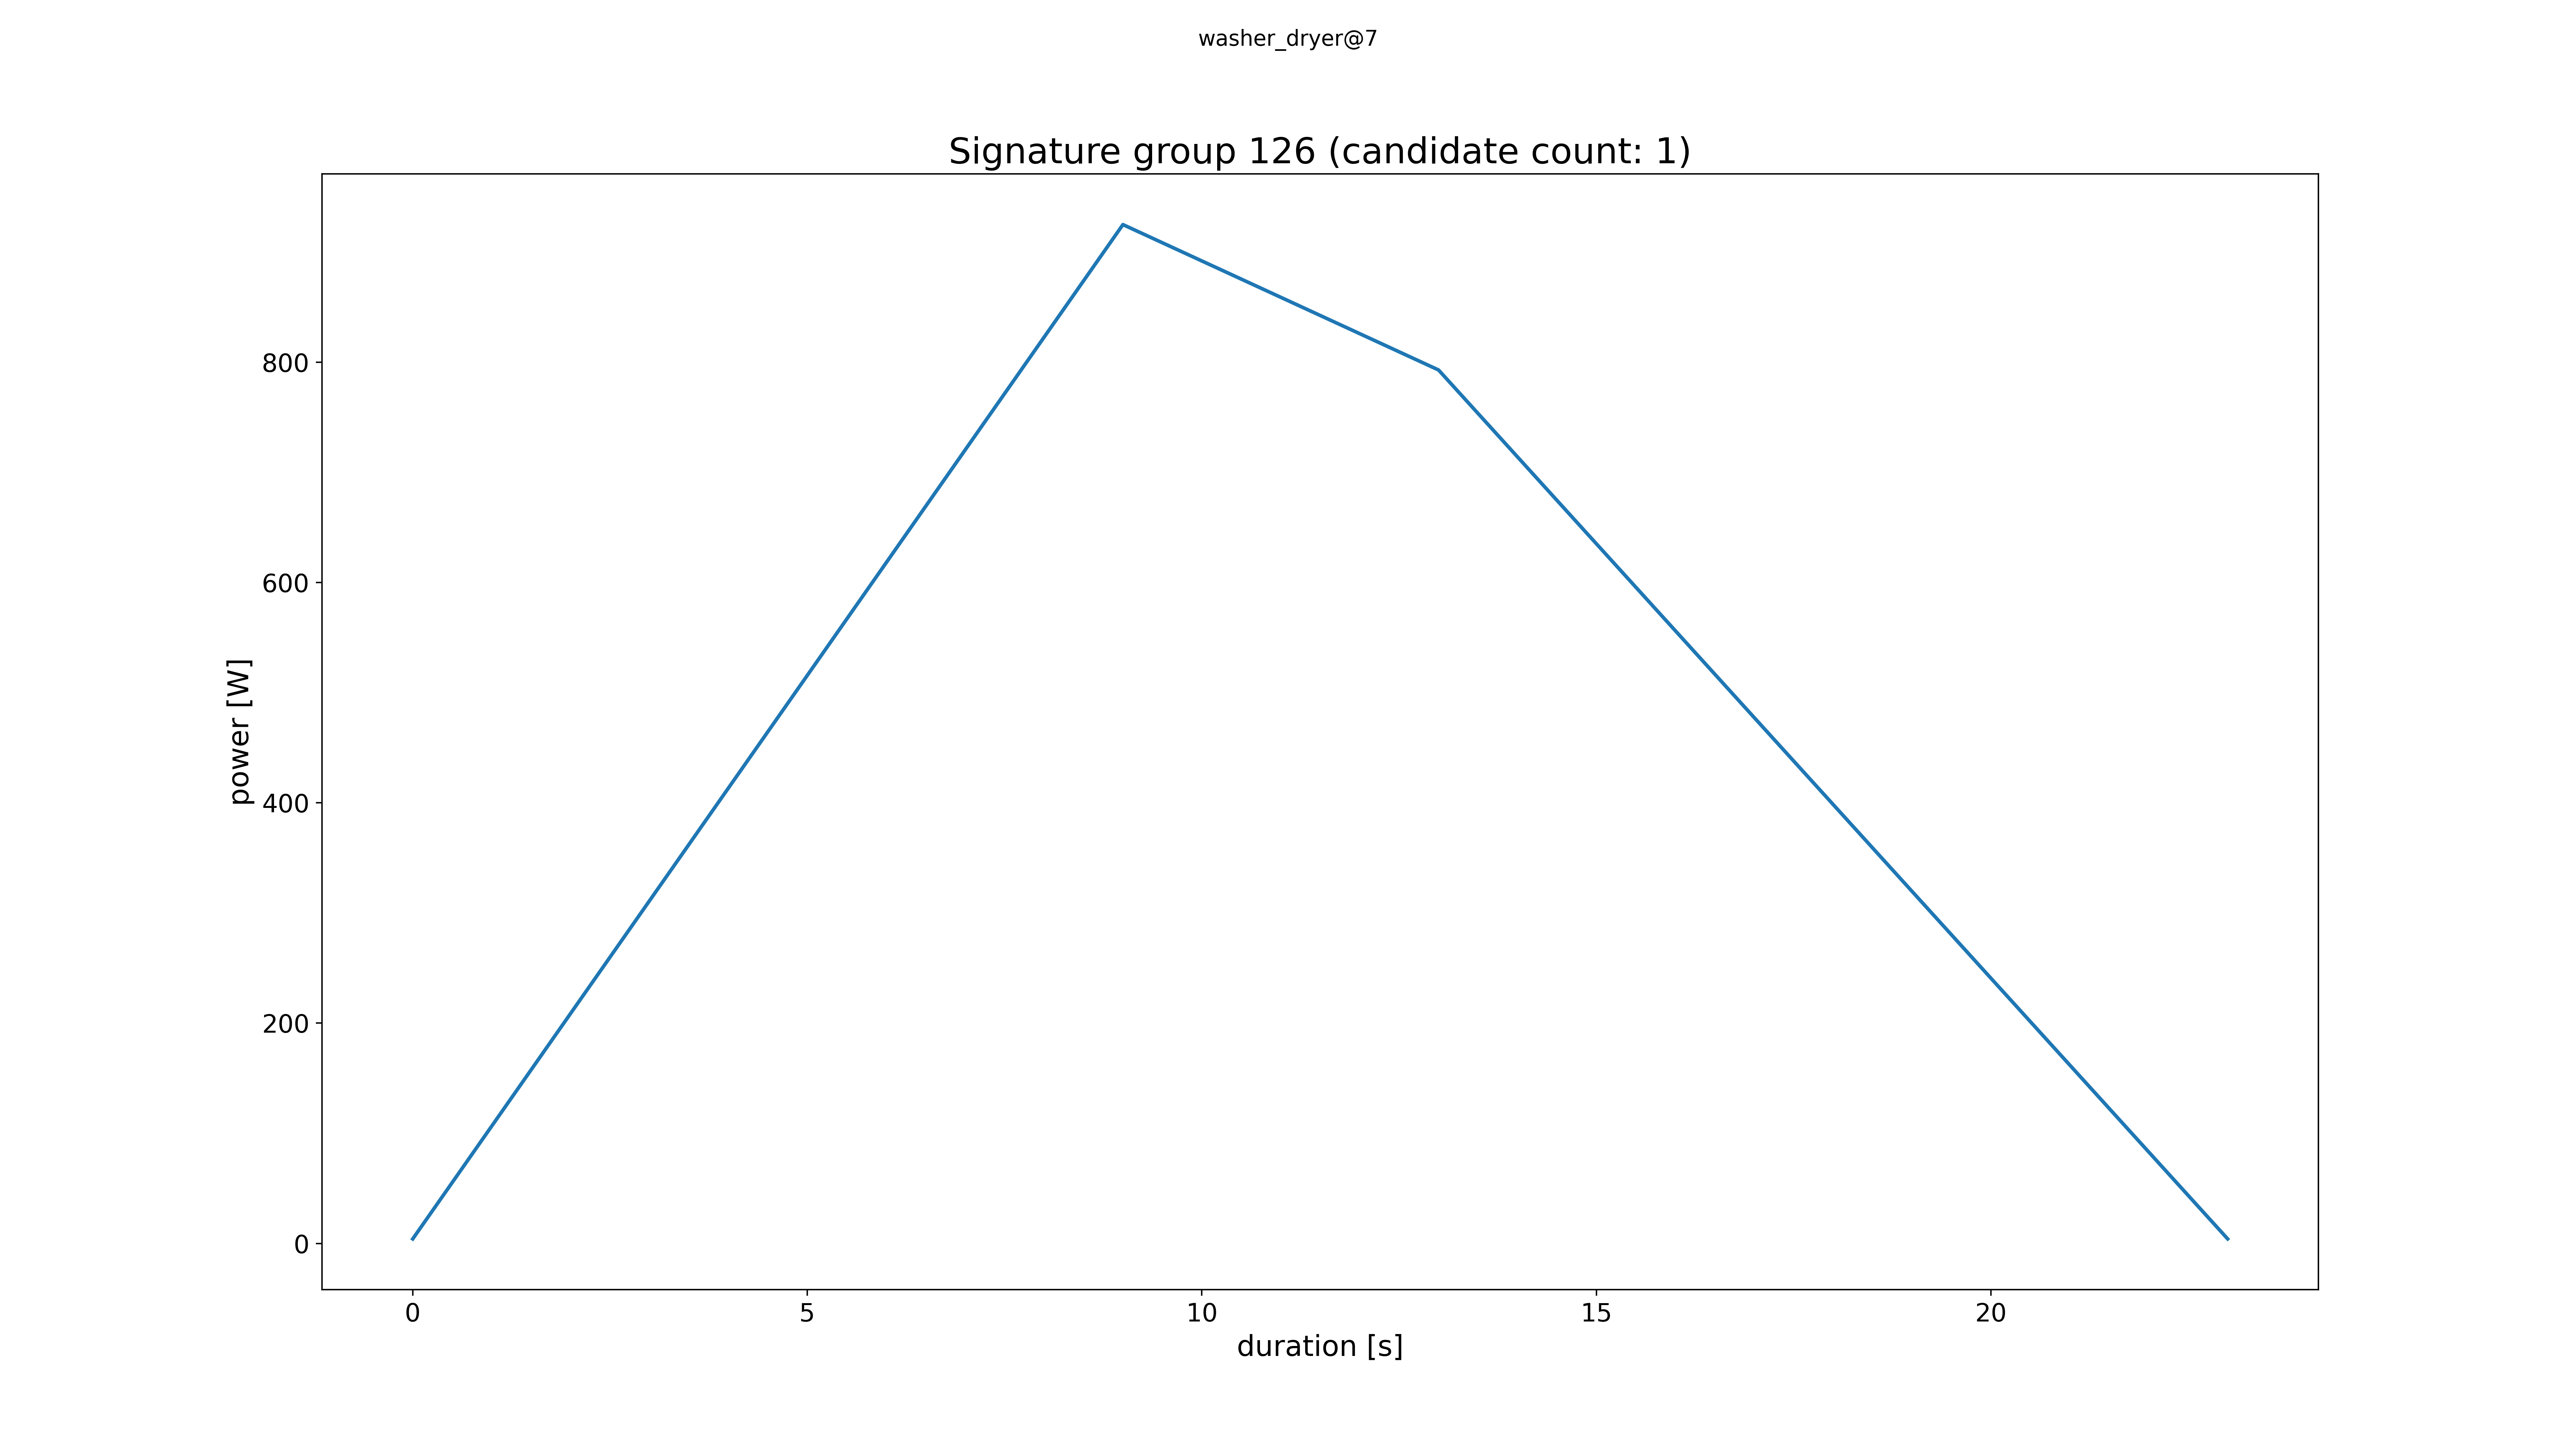 washer_dryer@7
Signature group 126 (candidate count: 1)
800
600
400
200
0
power [W]
0 5 10 15 20
duration [s]